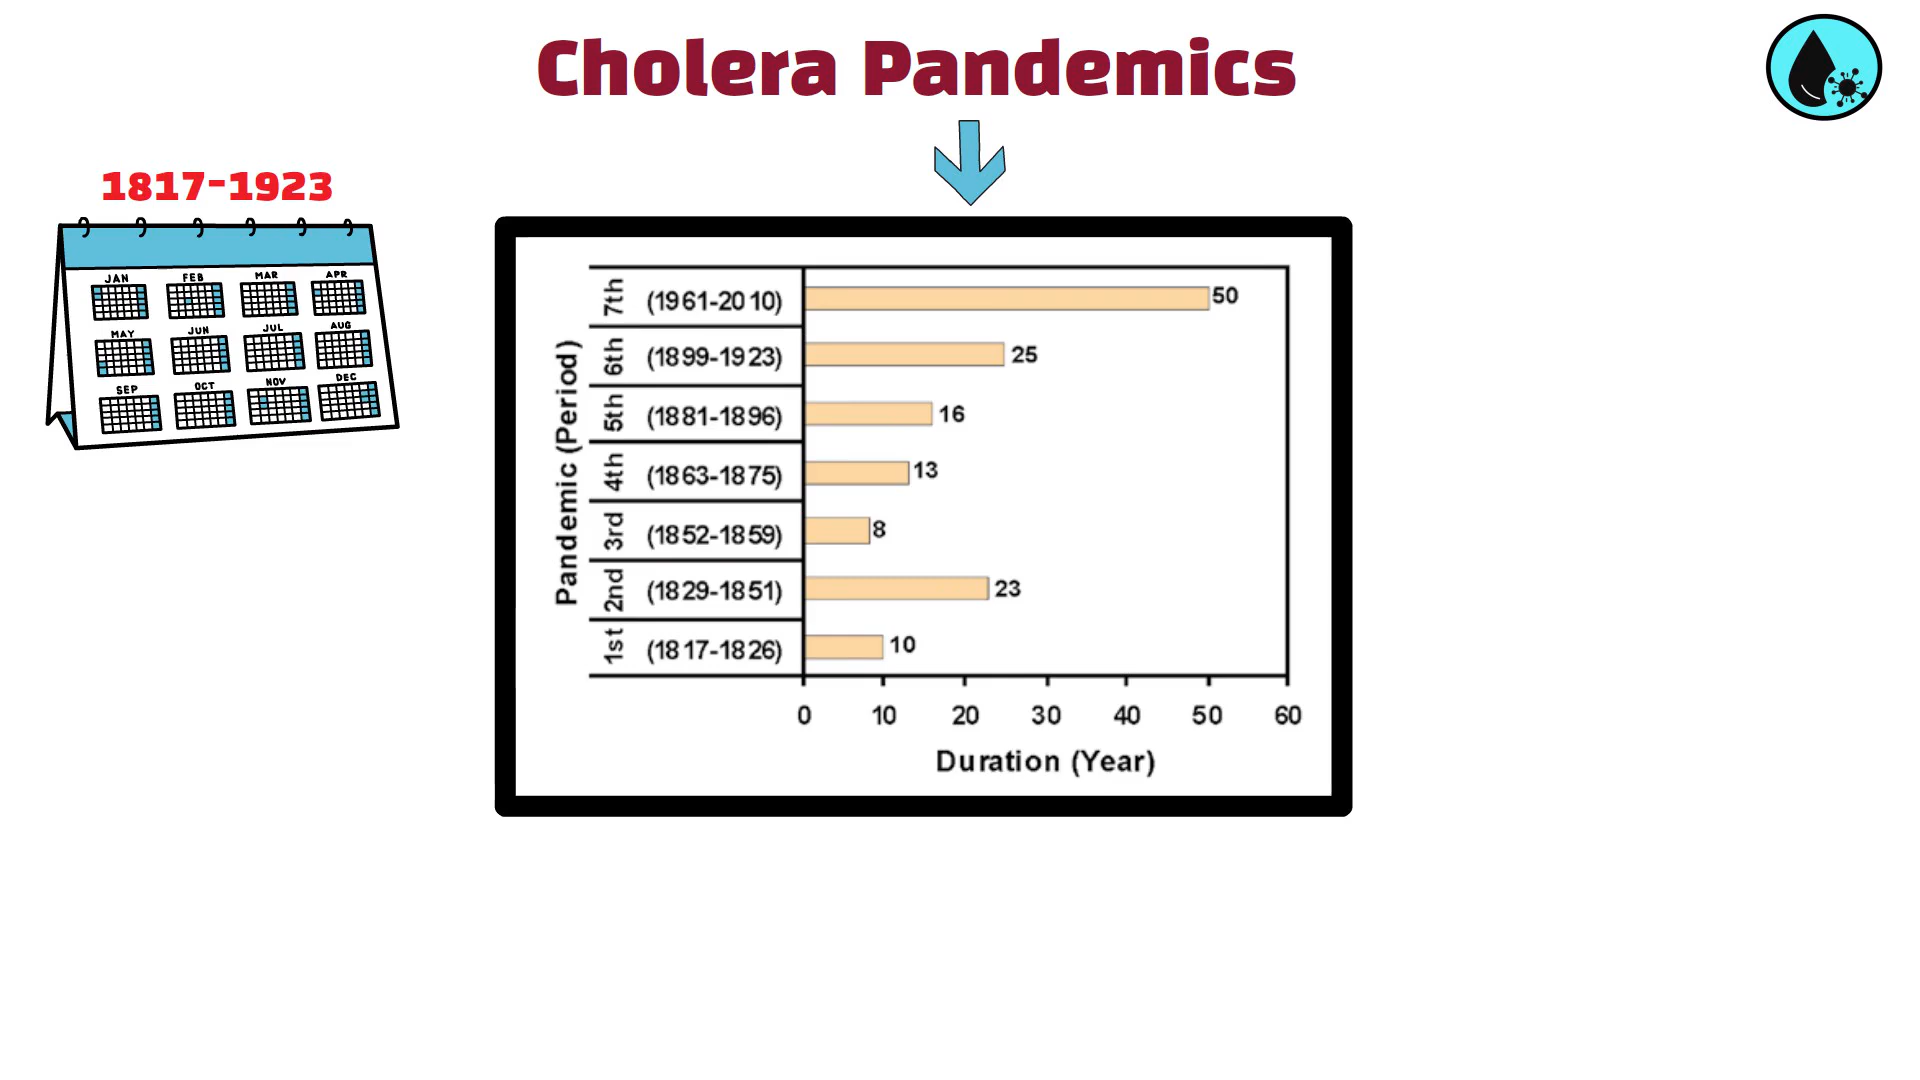 Cholera Pandemics
1817-1923
JAN FEB MAR APR
MAY JUN JUL AUG
SEP OCT NOV DEC
Pandemic (Period)
7th (1961-2010) 50
6th (1899-1923) 25
5th (1881-1896) 16
4th (1863-1875) 13
3rd (1852-1859) 8
2nd (1829-1851) 23
1st (1817-1826) 10
0 10 20 30 40 50 60
Duration (Year)